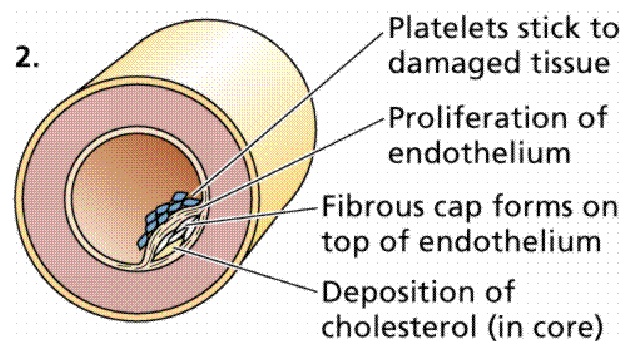 2.
Platelets stick to
damaged tissue
Proliferation of
endothelium
Fibrous cap forms on
top of endothelium
Deposition of
cholesterol (in core)